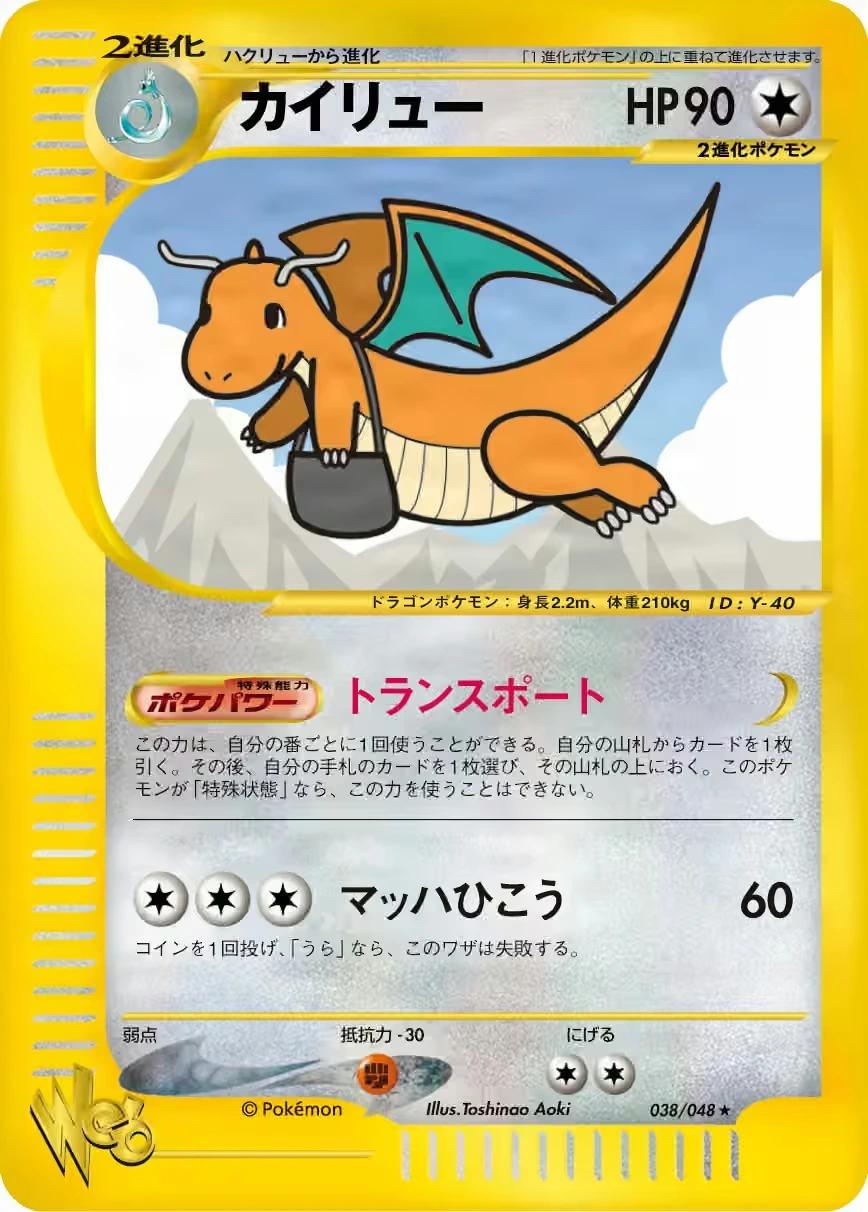 2進化
ハクリューから進化
「1進化ポケモン」の上に重ねて進化させます。
カイリュー
HP90
2進化ポケモン
ドラゴンポケモン：身長2.2m、体重210kg ID:Y-40
特殊能力
ポケパワー
トランスポート
この力は、自分の番ごとに1回使うことができる。自分の山札からカードを1枚
引く。その後、自分の手札のカードを1枚選び、その山札の上におく。このポケ
モンが「特殊状態」なら、この力を使うことはできない。
マッハひこう 60
コインを1回投げ、「うら」なら、このワザは失敗する。
弱点 抵抗力 -30 にげる
Web
© Pokémon Illus.Toshinao Aoki 038/048★